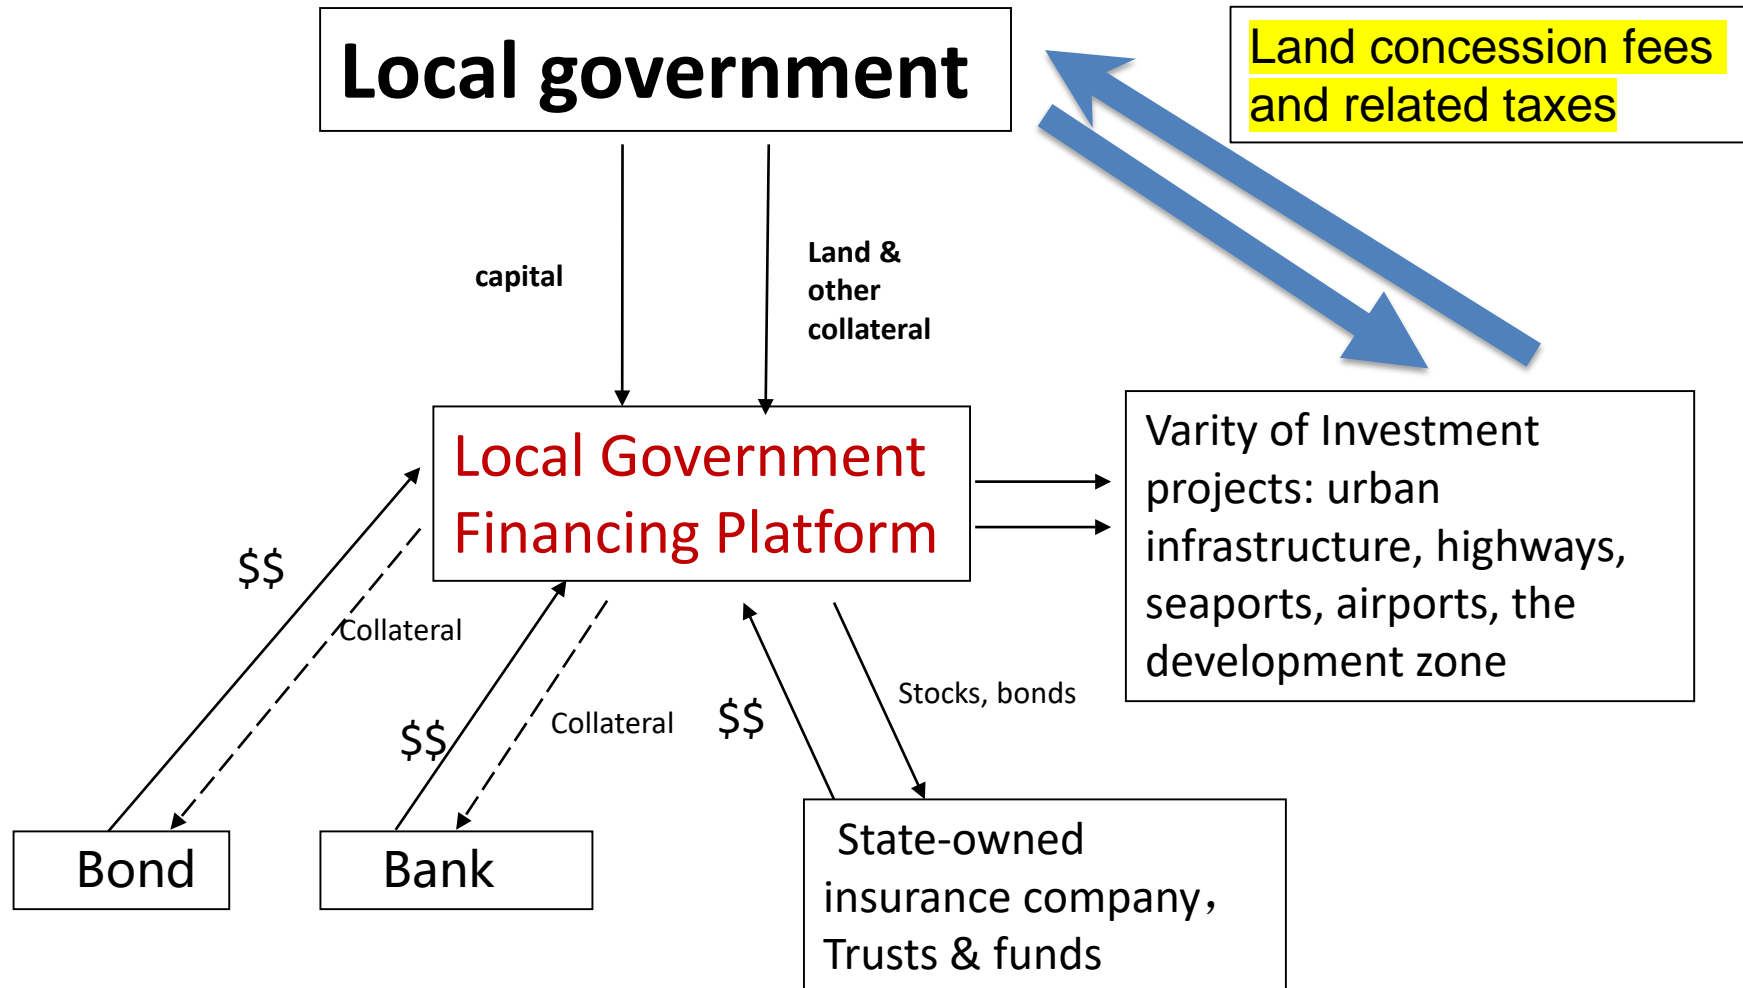 Local government
Land concession fees
and related taxes
capital
Land &
other
collateral
Local Government
Financing Platform
Varity of Investment
projects: urban
infrastructure, highways,
seaports, airports, the
development zone
$$
Collateral
$$
Collateral
$$
Stocks, bonds
Bond
Bank
State-owned
insurance company，
Trusts & funds